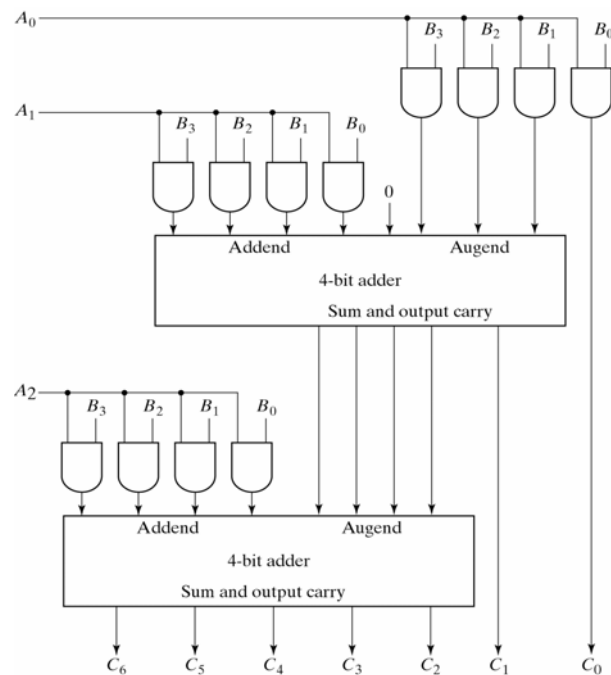 A₀
B₃ B₂ B₁ B₀
A₁
B₃ B₂ B₁ B₀
0
Addend Augend
4-bit adder
Sum and output carry
A₂
B₃ B₂ B₁ B₀
Addend Augend
4-bit adder
Sum and output carry
C₆ C₅ C₄ C₃ C₂ C₁ C₀